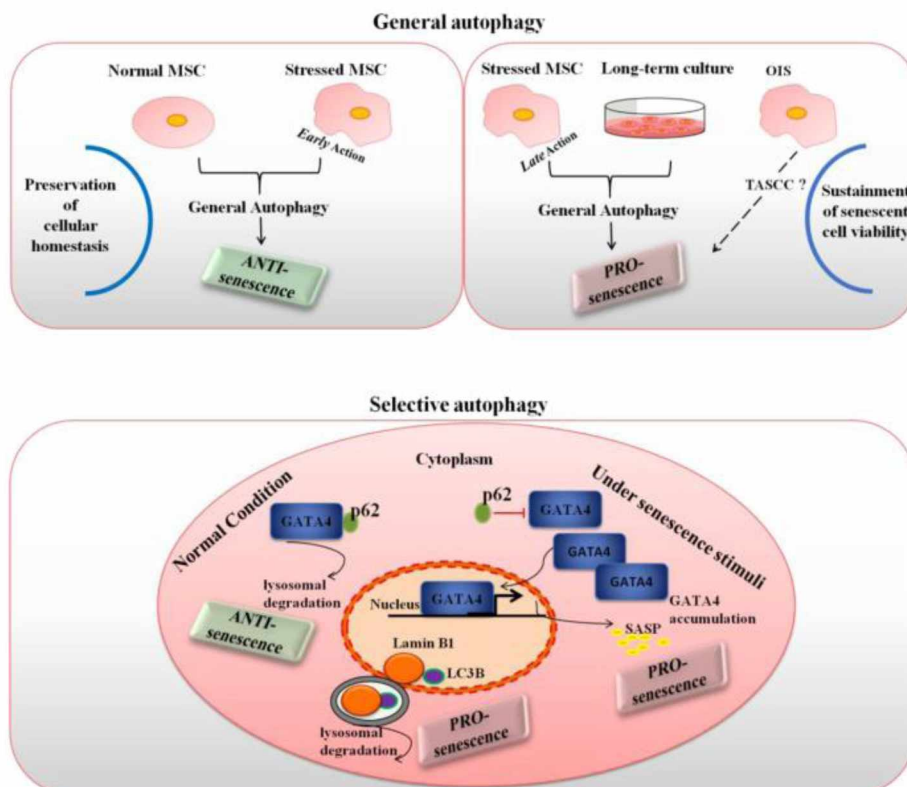 General autophagy
Normal MSC
Stressed MSC
Early Action
Preservation
of
cellular
homestasis
General Autophagy
ANTI-
senescence
Stressed MSC
Long-term culture
OIS
Late Action
TASCC ?
General Autophagy
Sustainment
of senescent
cell viability
PRO-
senescence
Selective autophagy
Cytoplasm
Normal Condition
Under senescence stimuli
GATA4
p62
lysosomal
degradation
ANTI-
senescence
p62
GATA4
GATA4
GATA4
GATA4
accumulation
Nucleus
GATA4
SASP
PRO-
senescence
Lamin B1
LC3B
lysosomal
degradation
PRO-
senescence